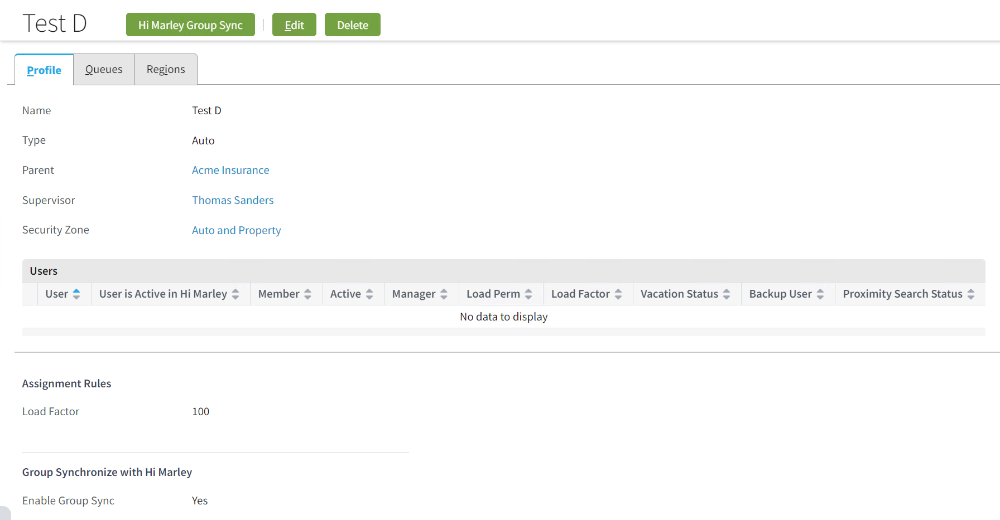 Test D
Hi Marley Group Sync
Edit
Delete
Profile
Queues
Regions
Name Test D
Type Auto
Parent Acme Insurance
Supervisor Thomas Sanders
Security Zone Auto and Property
Users
User User is Active in Hi Marley Member Active Manager Load Perm Load Factor Vacation Status Backup User Proximity Search Status
No data to display
Assignment Rules
Load Factor 100
Group Synchronize with Hi Marley
Enable Group Sync Yes